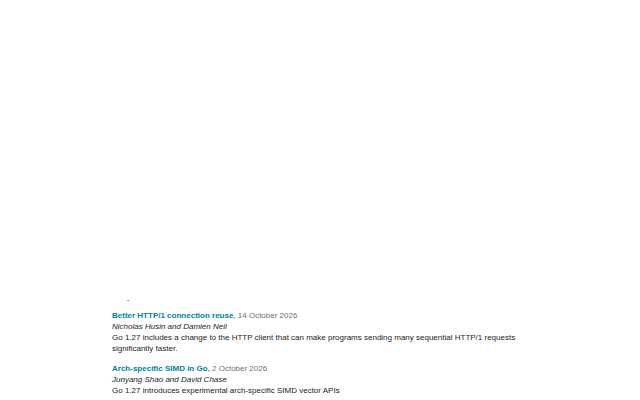 Better HTTP/1 connection reuse, 14 October 2026
Nicholas Husin and Damien Neil
Go 1.27 includes a change to the HTTP client that can make programs sending many sequential HTTP/1 requests
significantly faster.
Arch-specific SIMD in Go, 2 October 2026
Junyang Shao and David Chase
Go 1.27 introduces experimental arch-specific SIMD vector APIs